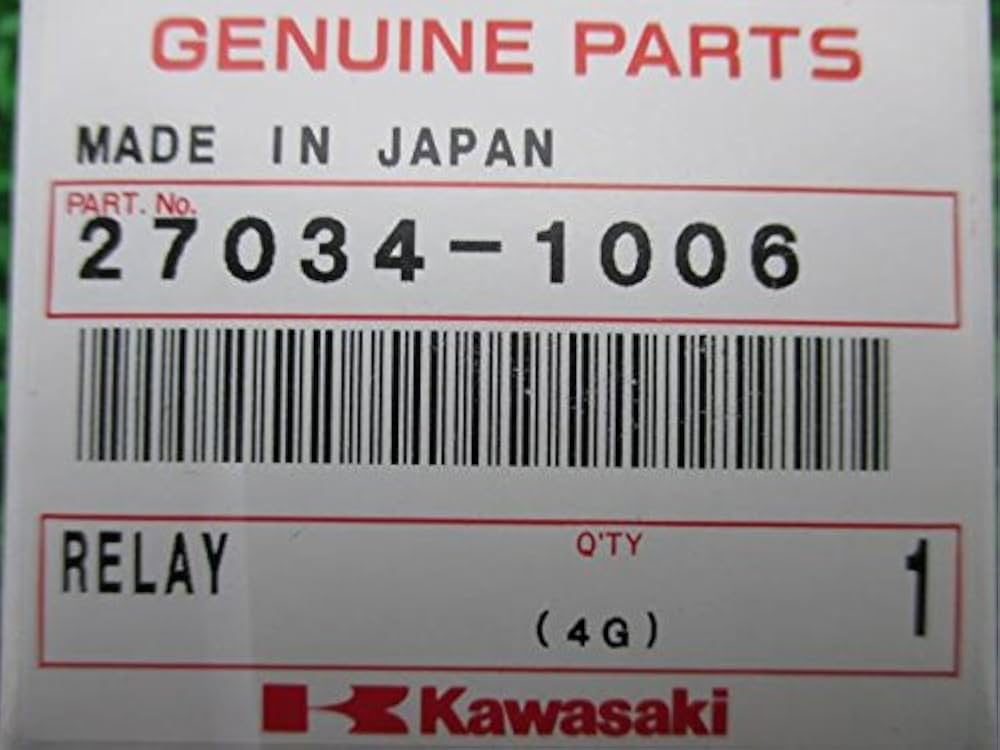 GENUINE PARTS
MADE IN JAPAN
PART. No.
27034-1006
RELAY Q'TY 1
(4G)
Kawasaki